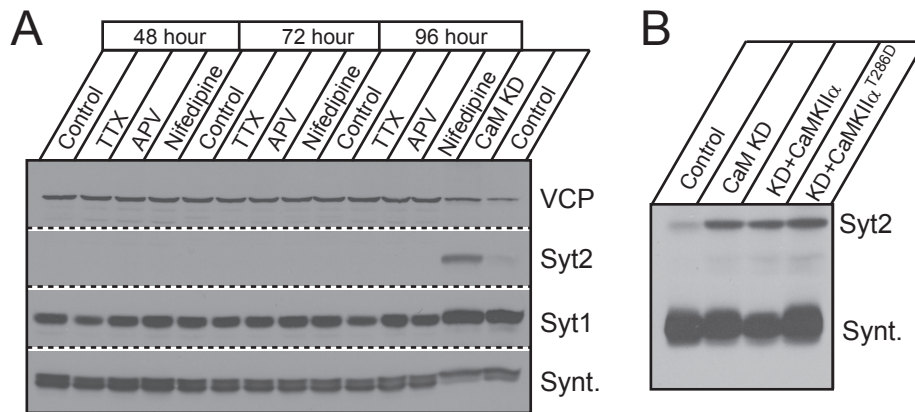 A
48 hour 72 hour 96 hour
Control TTX APV Nifedipine Control TTX APV Nifedipine Control TTX APV Nifedipine CaM KD Control
VCP
Syt2
Syt1
Synt.
B
Control CaM KD KD+CaMKIIα KD+CaMKIIα T286D
Syt2
Synt.